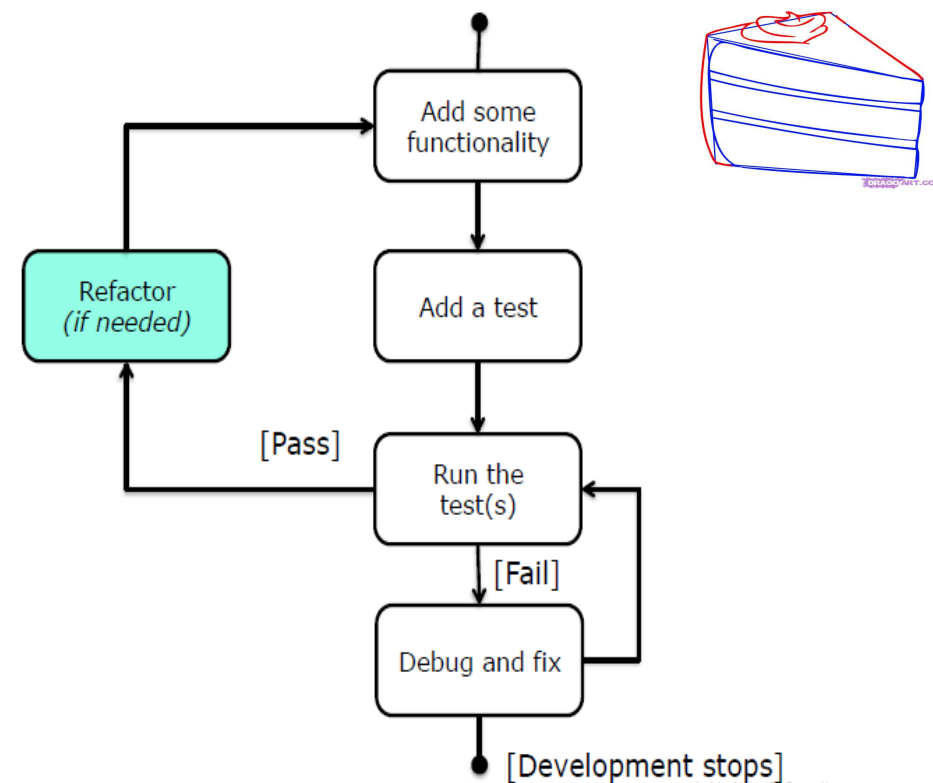 Add some
functionality
Refactor
(if needed)
Add a test
[Pass]
Run the
test(s)
[Fail]
Debug and fix
[Development stops]